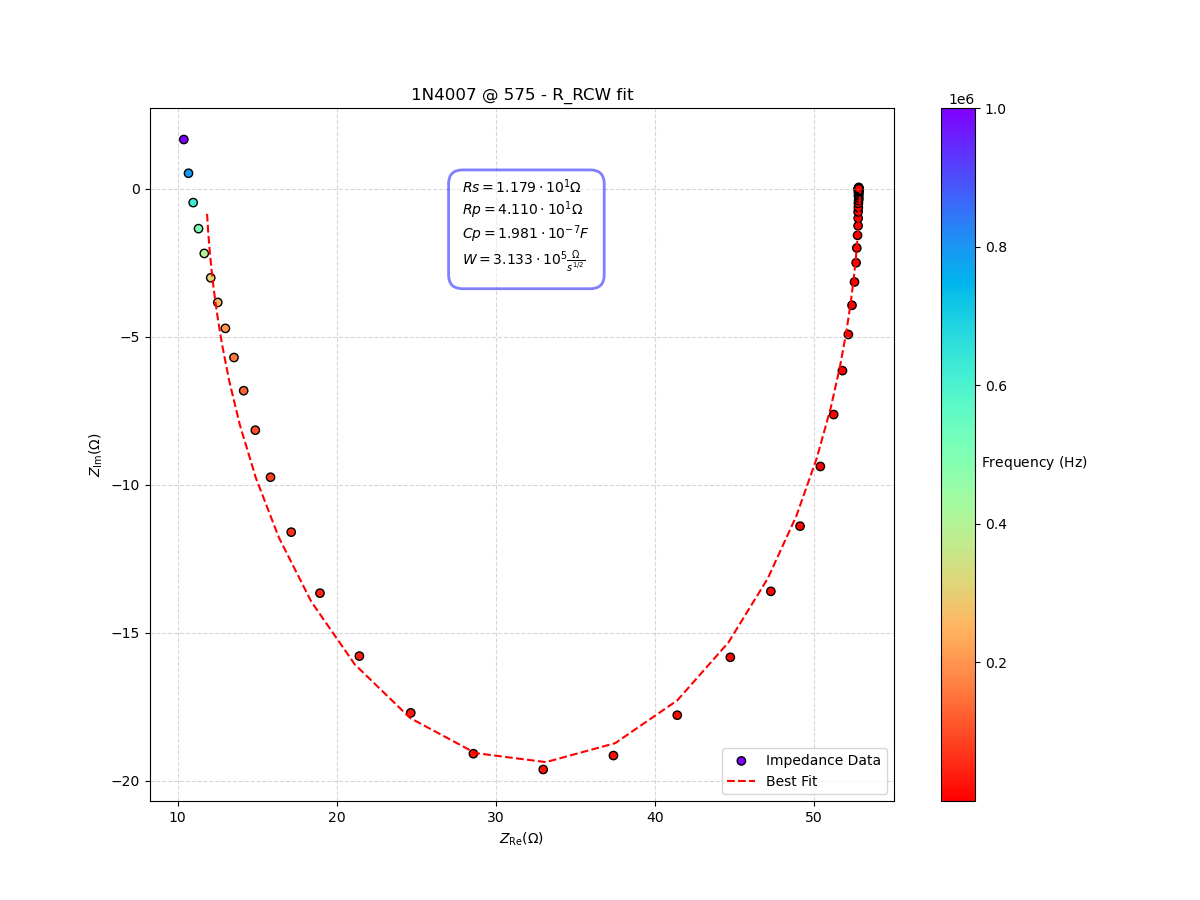 1N4007 @ 575 - R_RCW fit
1e6
1.0
0.8
0.6
0.4
0.2
Frequency (Hz)
0
−5
−10
−15
−20
Z_Im(Ω)
Rs = 1.179 · 10¹Ω
Rp = 4.110 · 10¹Ω
Cp = 1.981 · 10⁻⁷F
W = 3.133 · 10⁵ Ω/s^(1/2)
Impedance Data
Best Fit
10 20 30 40 50
Z_Re(Ω)